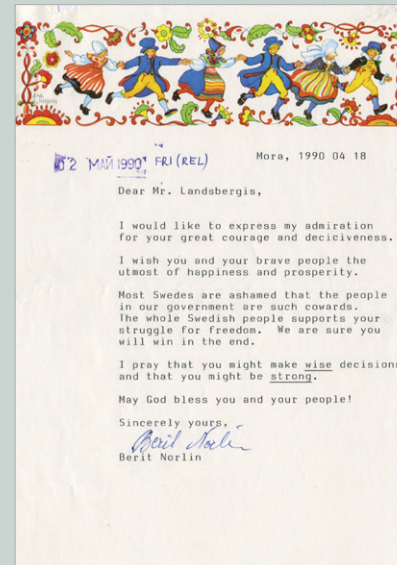 Mora, 1990 04 18
02 МАЙ 1990 FRI (REL)
Dear Mr. Landsbergis,
I would like to express my admiration
for your great courage and deciciveness.
I wish you and your brave people the
utmost of happiness and prosperity.
Most Swedes are ashamed that the people
in our government are such cowards.
The whole Swedish people supports your
struggle for freedom. We are sure you
will win in the end.
I pray that you might make wise decisions
and that you might be strong.
May God bless you and your people!
Sincerely yours,
Berit Norlin
Berit Norlin